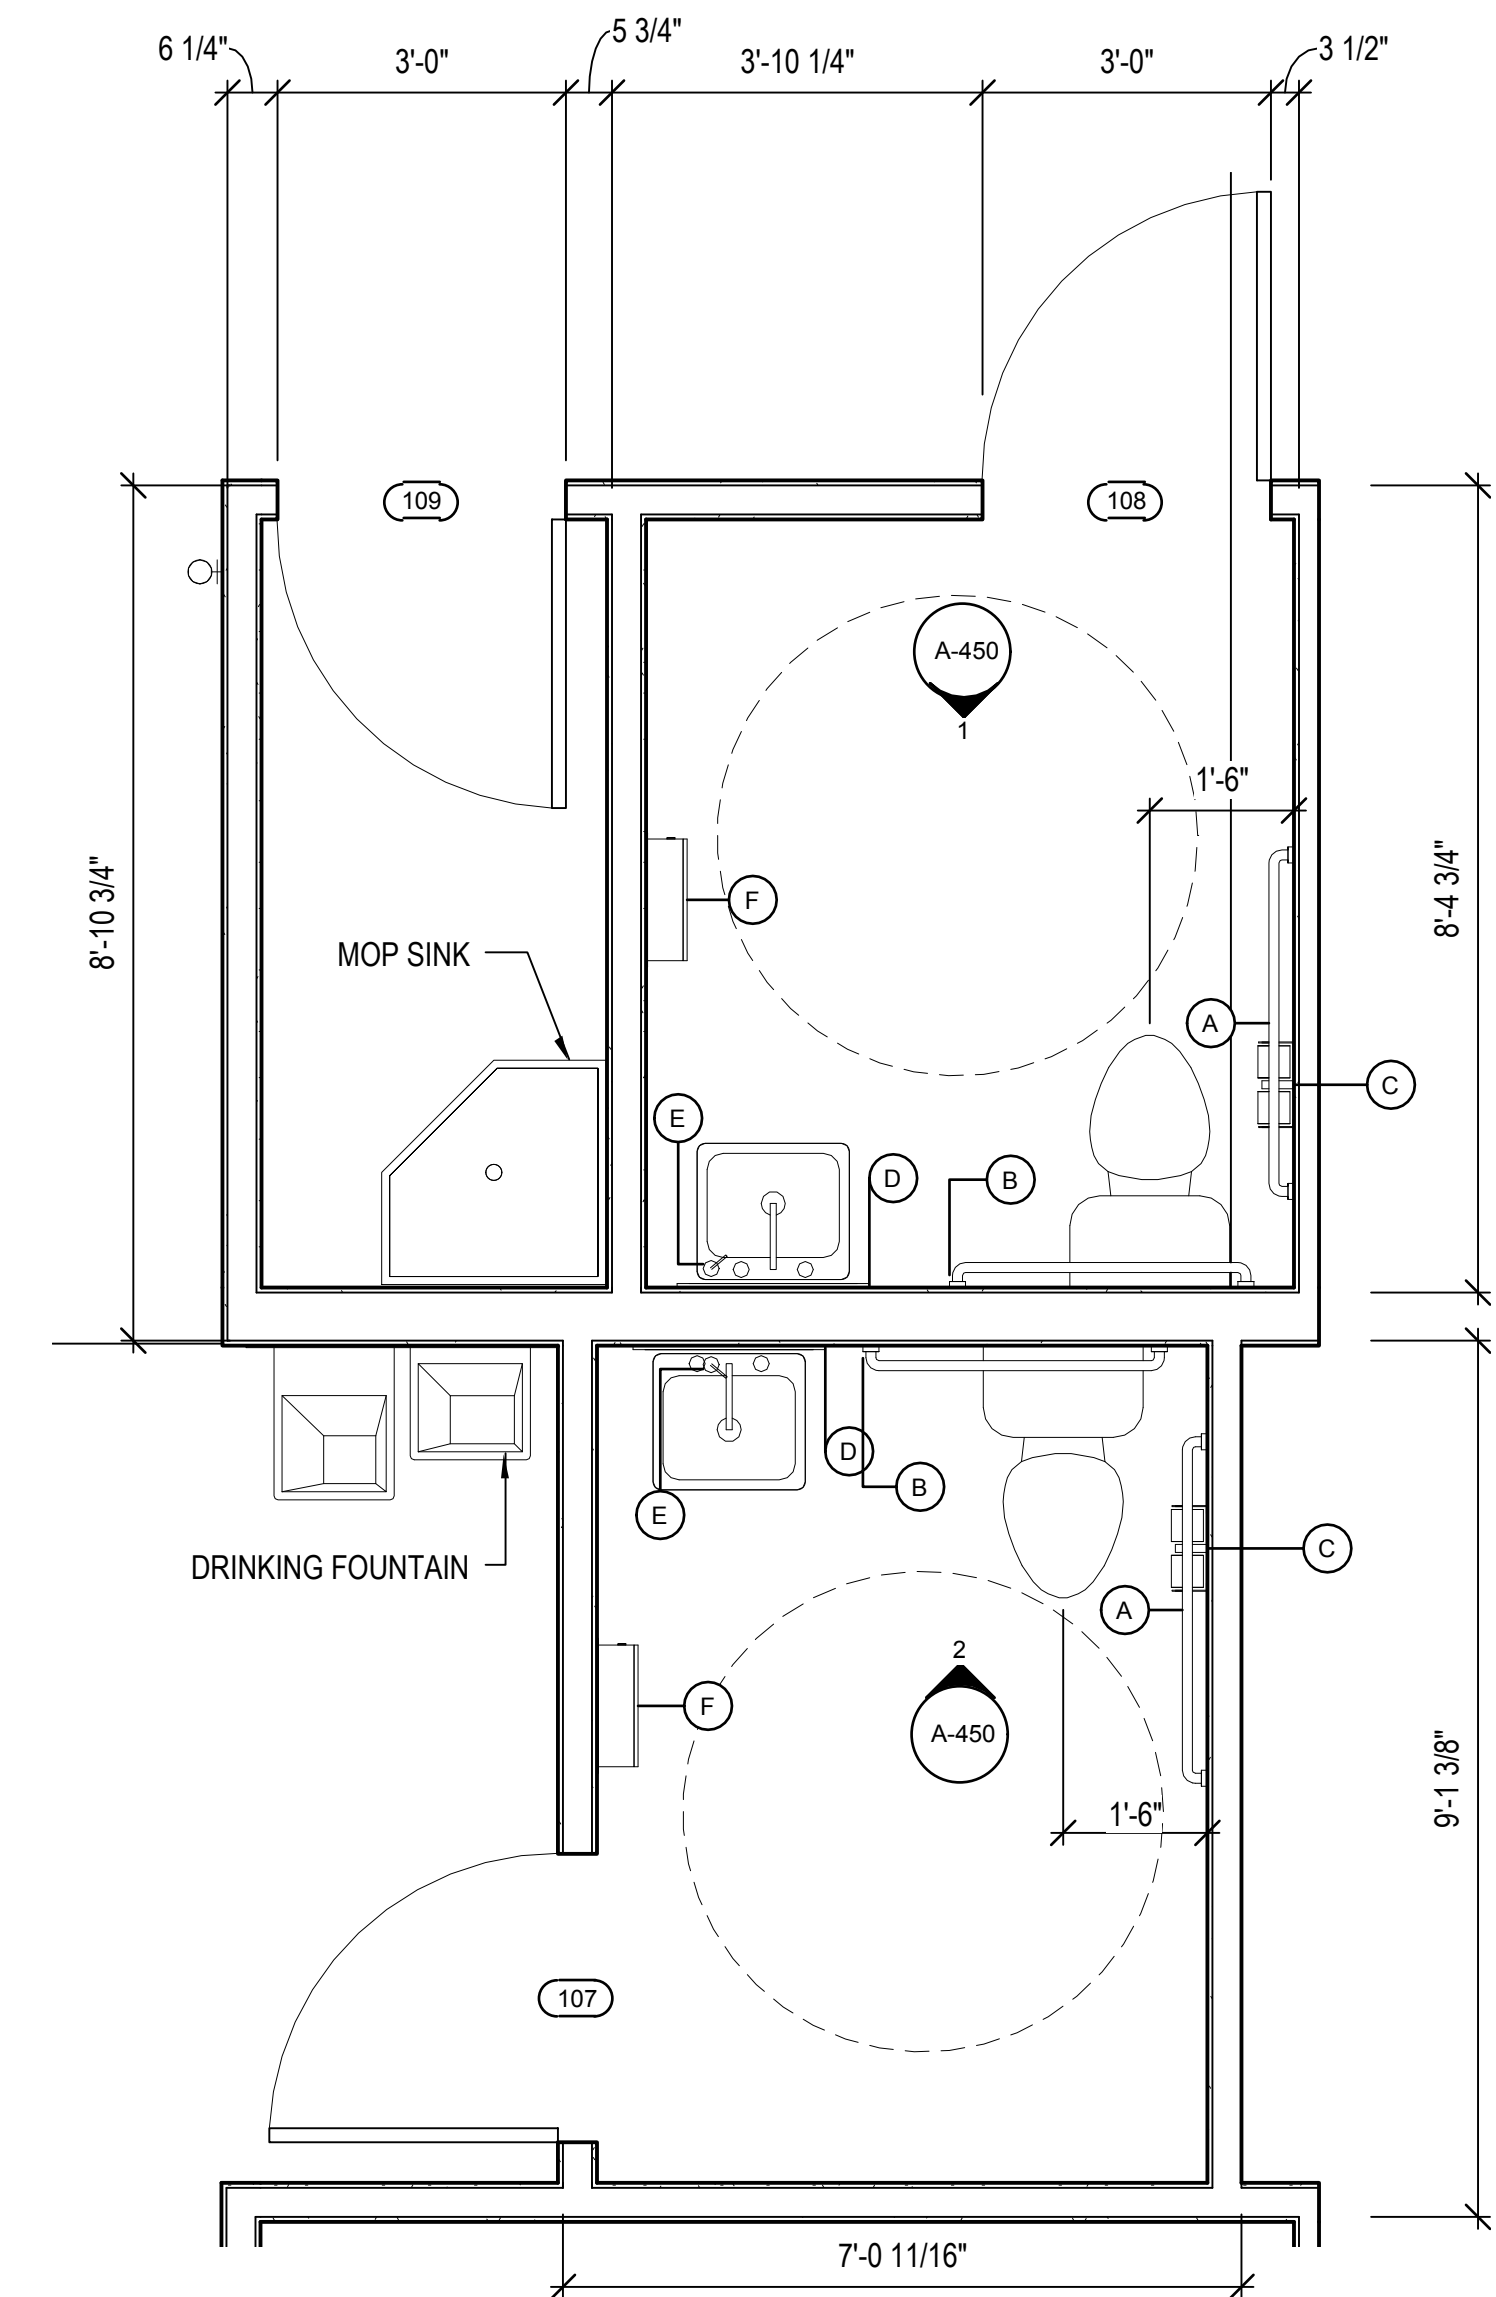 6 1/4"
3'-0"
5 3/4"
3'-10 1/4"
3'-0"
3 1/2"
109
108
A-450
1
1'-6"
8'-10 3/4"
8'-4 3/4"
F
MOP SINK
A
C
E
D
B
D
B
E
C
DRINKING FOUNTAIN
A
2
F
A-450
9'-1 3/8"
1'-6"
107
7'-0 11/16"